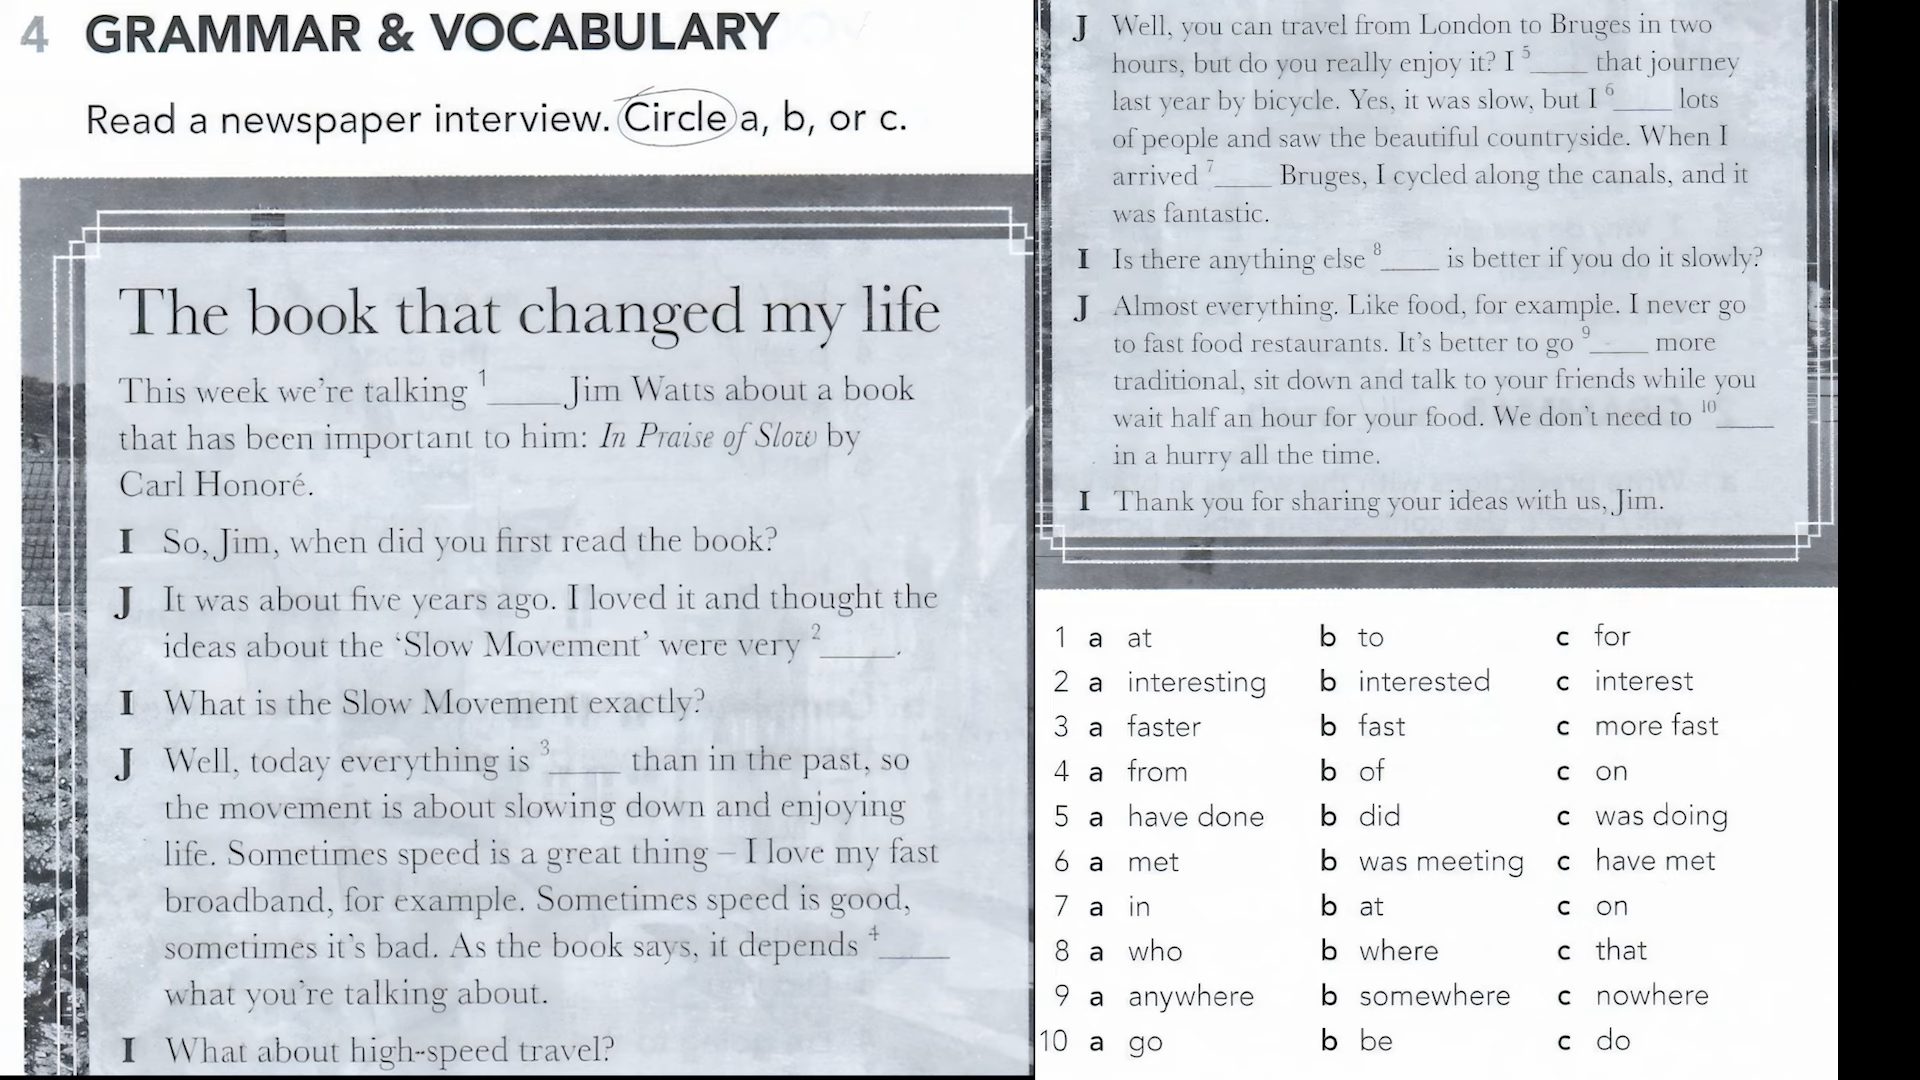 4 GRAMMAR & VOCABULARY
Read a newspaper interview. Circle a, b, or c.
The book that changed my life
This week we're talking 1____ Jim Watts about a book
that has been important to him: In Praise of Slow by
Carl Honoré.
I So, Jim, when did you first read the book?
J It was about five years ago. I loved it and thought the
ideas about the 'Slow Movement' were very 2____.
I What is the Slow Movement exactly?
J Well, today everything is 3____ than in the past, so
the movement is about slowing down and enjoying
life. Sometimes speed is a great thing – I love my fast
broadband, for example. Sometimes speed is good,
sometimes it's bad. As the book says, it depends 4____
what you're talking about.
I What about high-speed travel?
J Well, you can travel from London to Bruges in two
hours, but do you really enjoy it? I 5____ that journey
last year by bicycle. Yes, it was slow, but I 6____ lots
of people and saw the beautiful countryside. When I
arrived 7____ Bruges, I cycled along the canals, and it
was fantastic.
I Is there anything else 8____ is better if you do it slowly?
J Almost everything. Like food, for example. I never go
to fast food restaurants. It's better to go 9____ more
traditional, sit down and talk to your friends while you
wait half an hour for your food. We don't need to 10____
in a hurry all the time.
I Thank you for sharing your ideas with us, Jim.
1 a at b to c for
2 a interesting b interested c interest
3 a faster b fast c more fast
4 a from b of c on
5 a have done b did c was doing
6 a met b was meeting c have met
7 a in b at c on
8 a who b where c that
9 a anywhere b somewhere c nowhere
10 a go b be c do